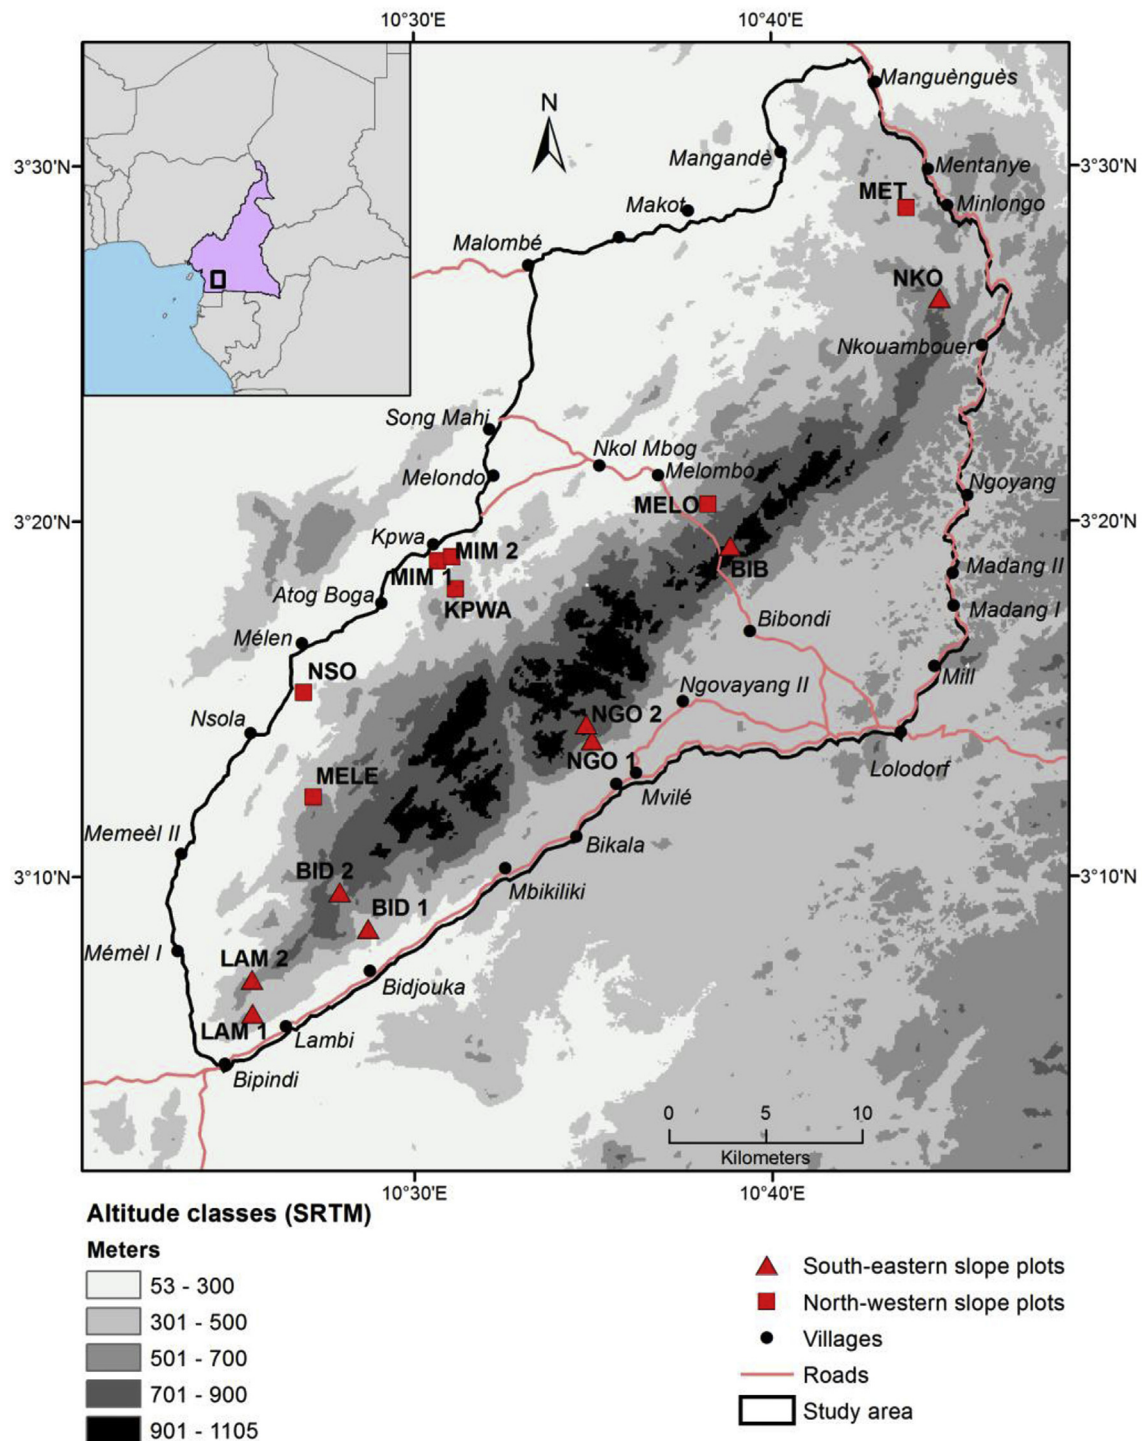 10°30'E 10°40'E
N
Manguènguès
3°30'N 3°30'N
Mangandè
Mentanye
MET
Makot
Minlongo
Malombé
NKO
Nkouambouer
Song Mahi
Nkol Mbog
Melondo
Melombo
Ngoyang
MELO
3°20'N 3°20'N
Kpwa
MIM 2
BIB
MIM 1
Madang II
Atog Boga
KPWA
Madang I
Bibondi
Mélen
NSO
Mill
Ngovayang II
Nsola
NGO 2
NGO 1
Lolodorf
MELE
Mvilé
Memeèl II
Bikala
BID 2
3°10'N 3°10'N
Mbikiliki
BID 1
Mémèl I
LAM 2
Bidjouka
LAM 1
Lambi
Bipindi
0 5 10
Kilometers
10°30'E 10°40'E
Altitude classes (SRTM)
Meters
53 - 300
301 - 500
501 - 700
701 - 900
901 - 1105
South-eastern slope plots
North-western slope plots
Villages
Roads
Study area